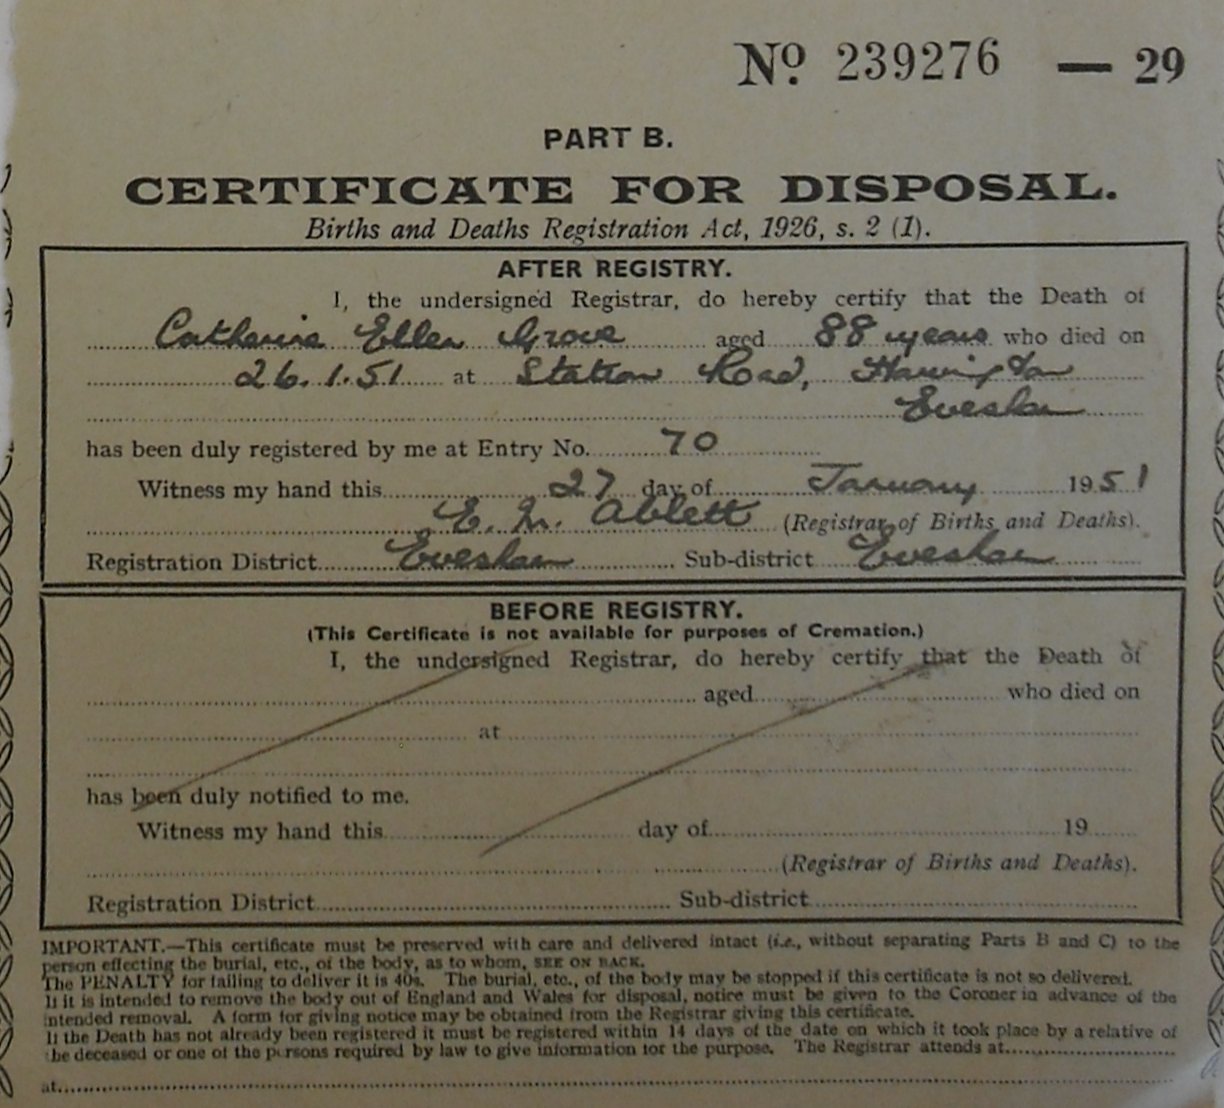 No. 239276 — 29
PART B.
CERTIFICATE FOR DISPOSAL.
Births and Deaths Registration Act, 1926, s. 2 (1).
AFTER REGISTRY.
I, the undersigned Registrar, do hereby certify that the Death of
Catharine Ellen Grove aged 88 years who died on
26.1.51 at Station Road, Harvington
Evesham
has been duly registered by me at Entry No. 70
Witness my hand this 27 day of January 1951
E. M. Ablett (Registrar of Births and Deaths).
Registration District Evesham Sub-district Evesham
BEFORE REGISTRY.
(This Certificate is not available for purposes of Cremation.)
I, the undersigned Registrar, do hereby certify that the Death of
aged who died on
at
has been duly notified to me.
Witness my hand this day of 19
(Registrar of Births and Deaths).
Registration District Sub-district
IMPORTANT.—This certificate must be preserved with care and delivered intact (i.e., without separating Parts B and C) to the
person effecting the burial, etc., of the body, as to whom, SEE ON BACK.
The PENALTY for failing to deliver it is 40s. The burial, etc., of the body may be stopped if this certificate is not so delivered.
If it is intended to remove the body out of England and Wales for disposal, notice must be given to the Coroner in advance of the
intended removal. A form for giving notice may be obtained from the Registrar giving this certificate.
If the Death has not already been registered it must be registered within 14 days of the date on which it took place by a relative of
the deceased or one of the persons required by law to give information for the purpose. The Registrar attends at
at